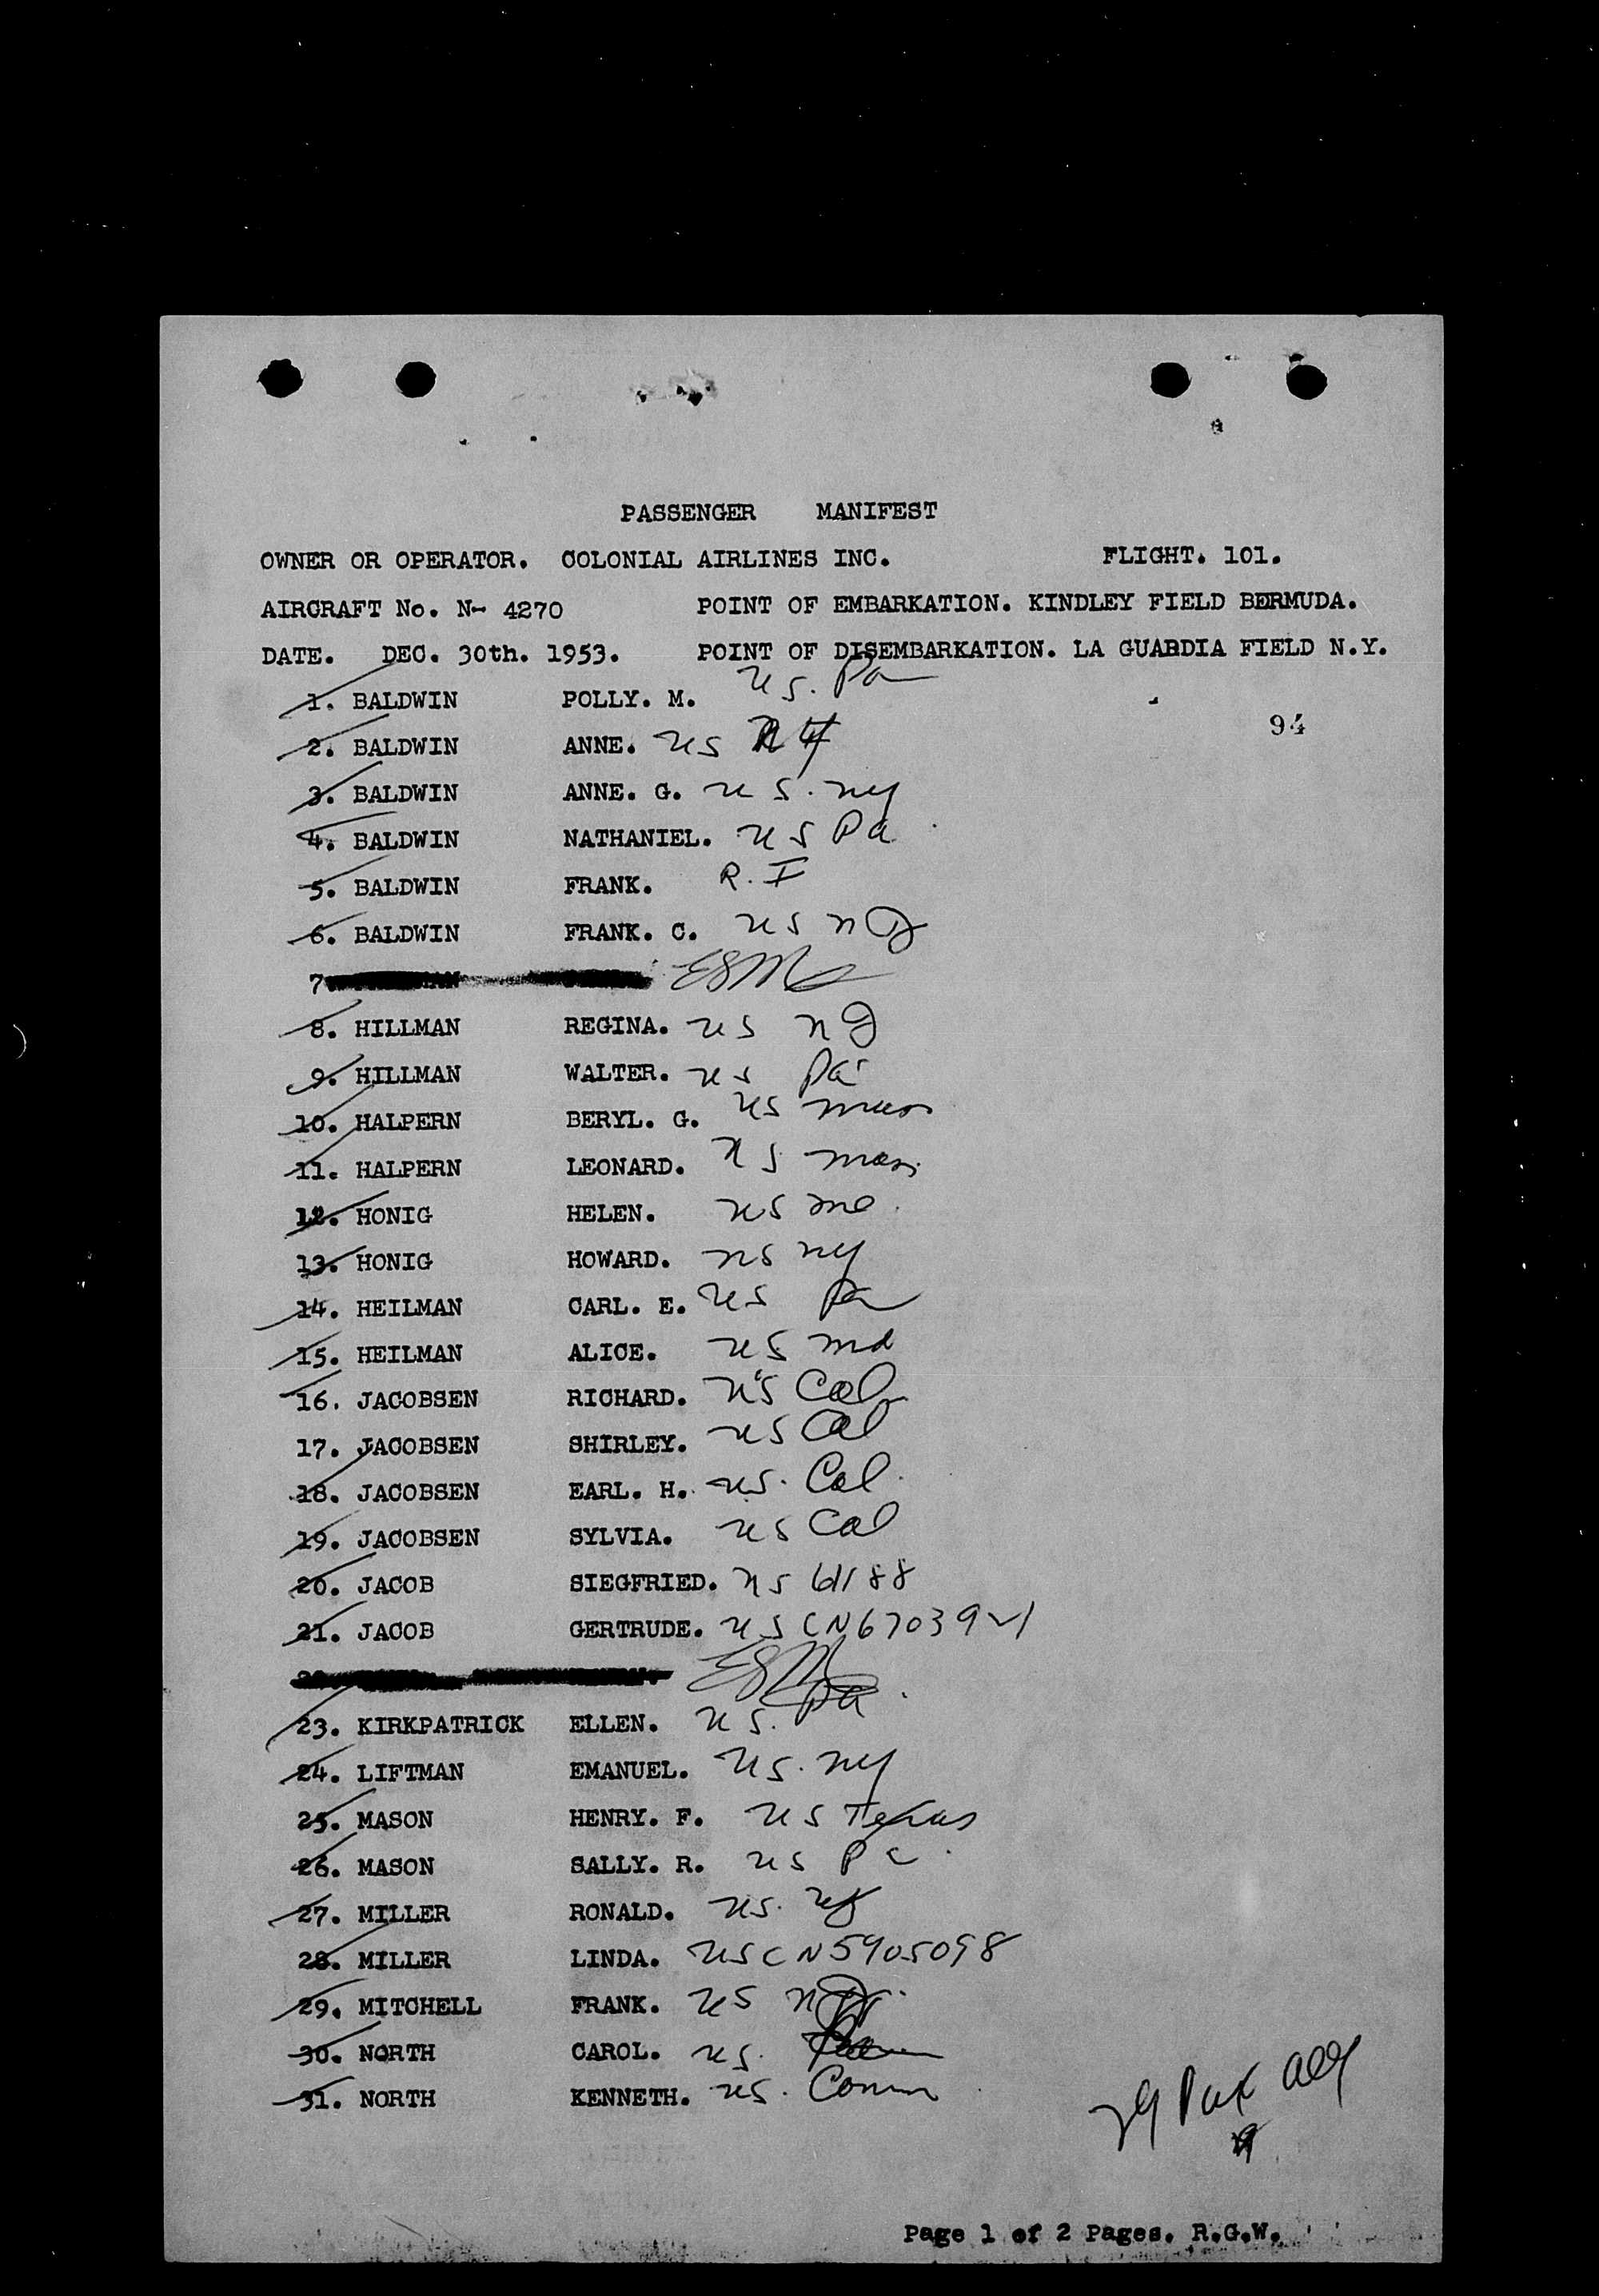 PASSENGER MANIFEST
OWNER OR OPERATOR. COLONIAL AIRLINES INC. FLIGHT. 101.
AIRCRAFT No. N- 4270 POINT OF EMBARKATION. KINDLEY FIELD BERMUDA.
DATE. DEC. 30th. 1953. POINT OF DISEMBARKATION. LA GUARDIA FIELD N.Y.
1. BALDWIN POLLY. M. US. Pa
94
2. BALDWIN ANNE. US
3. BALDWIN ANNE. G. US. ny
4. BALDWIN NATHANIEL. US Pa
5. BALDWIN FRANK. R. I
6. BALDWIN FRANK. C. US NJ
7
8. HILLMAN REGINA. US NJ
9. HILLMAN WALTER. US Pa
10. HALPERN BERYL. G. US mass
11. HALPERN LEONARD. US mass.
12. HONIG HELEN. US mo.
13. HONIG HOWARD. US ny
14. HEILMAN CARL. E. US Pa
15. HEILMAN ALICE. US md
16. JACOBSEN RICHARD. US Cal
17. JACOBSEN SHIRLEY. US Cal
18. JACOBSEN EARL. H. US. Cal.
19. JACOBSEN SYLVIA. US Cal
20. JACOB SIEGFRIED. US 61188
21. JACOB GERTRUDE. US CN670392
23. KIRKPATRICK ELLEN. US. Pa.
24. LIFTMAN EMANUEL. US. ny
25. MASON HENRY. F. US Texas
26. MASON SALLY. R. US Pa.
27. MILLER RONALD. US.
28. MILLER LINDA. US CN5905098
29. MITCHELL FRANK. US NJ
30. NORTH CAROL. US.
31. NORTH KENNETH. US. Conn
29 Pax
Page 1 of 2 Pages. R.G.W.